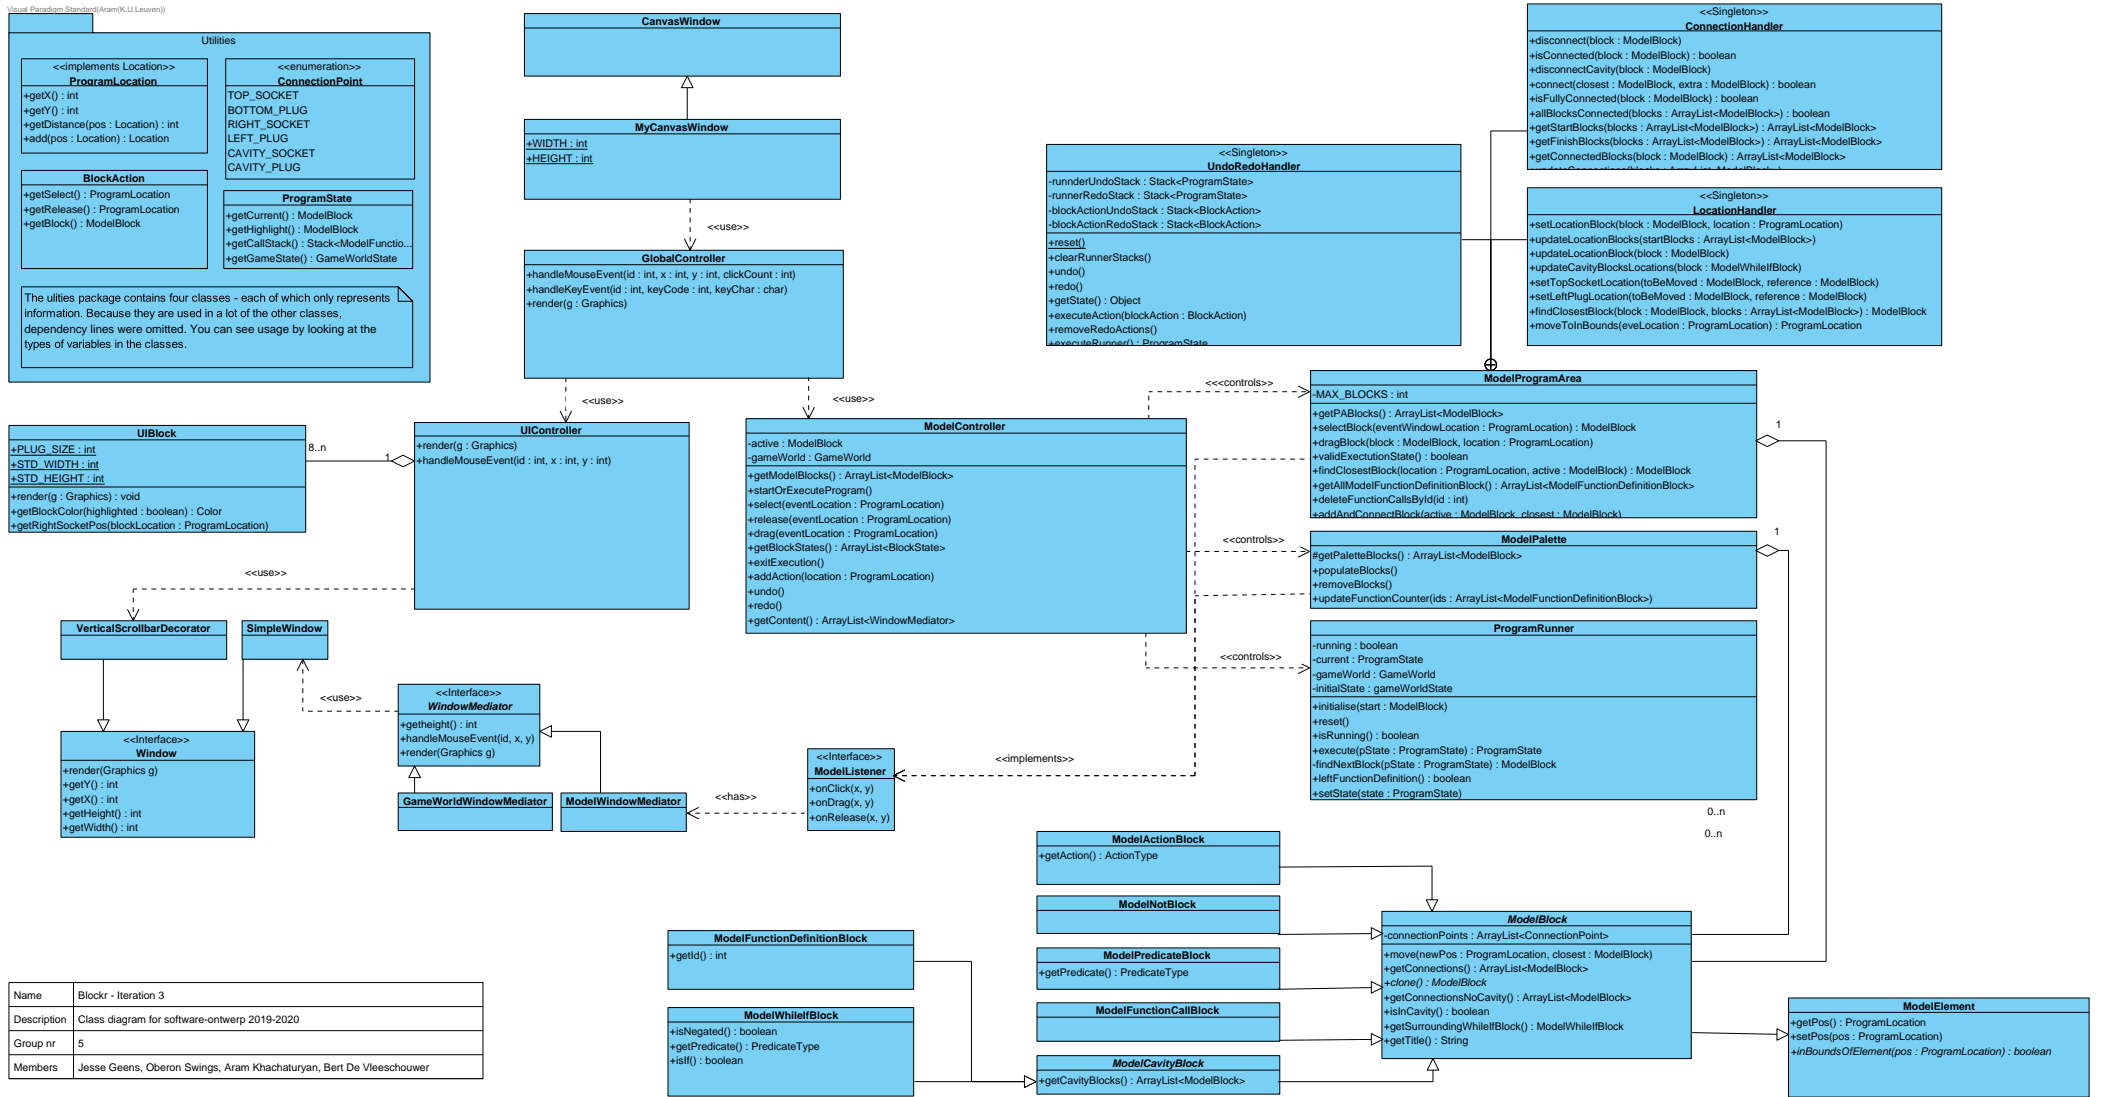 Visual Paradigm Standard(Aram(K.U.Leuven))
Utilities
<<implements Location>>
ProgramLocation
+getX() : int
+getY() : int
+getDistance(pos : Location) : int
+add(pos : Location) : Location
<<enumeration>>
ConnectionPoint
TOP_SOCKET
BOTTOM_PLUG
RIGHT_SOCKET
LEFT_PLUG
CAVITY_SOCKET
CAVITY_PLUG
BlockAction
+getSelect() : ProgramLocation
+getRelease() : ProgramLocation
+getBlock() : ModelBlock
ProgramState
+getCurrent() : ModelBlock
+getHighlight() : ModelBlock
+getCallStack() : Stack<ModelFunctio...
+getGameState() : GameWorldState
The ulities package contains four classes - each of which only represents
information. Because they are used in a lot of the other classes,
dependency lines were omitted. You can see usage by looking at the
types of variables in the classes.
CanvasWindow
MyCanvasWindow
+WIDTH : int
+HEIGHT : int
<<use>>
GlobalController
+handleMouseEvent(id : int, x : int, y : int, clickCount : int)
+handleKeyEvent(id : int, keyCode : int, keyChar : char)
+render(g : Graphics)
<<use>>
<<use>>
<<Singleton>>
UndoRedoHandler
-runnderUndoStack : Stack<ProgramState>
-runnerRedoStack : Stack<ProgramState>
-blockActionUndoStack : Stack<BlockAction>
-blockActionRedoStack : Stack<BlockAction>
+reset()
+clearRunnerStacks()
+undo()
+redo()
+getState() : Object
+executeAction(blockAction : BlockAction)
+removeRedoActions()
+executeRunner() : ProgramState
<<Singleton>>
ConnectionHandler
+disconnect(block : ModelBlock)
+isConnected(block : ModelBlock) : boolean
+disconnectCavity(block : ModelBlock)
+connect(closest : ModelBlock, extra : ModelBlock) : boolean
+isFullyConnected(block : ModelBlock) : boolean
+allBlocksConnected(blocks : ArrayList<ModelBlock>) : boolean
+getStartBlocks(blocks : ArrayList<ModelBlock>) : ArrayList<ModelBlock>
+getFinishBlocks(blocks : ArrayList<ModelBlock>) : ArrayList<ModelBlock>
+getConnectedBlocks(block : ModelBlock) : ArrayList<ModelBlock>
<<Singleton>>
LocationHandler
+setLocationBlock(block : ModelBlock, location : ProgramLocation)
+updateLocationBlocks(startBlocks : ArrayList<ModelBlock>)
+updateLocationBlock(block : ModelBlock)
+updateCavityBlocksLocations(block : ModelWhileIfBlock)
+setTopSocketLocation(toBeMoved : ModelBlock, reference : ModelBlock)
+setLeftPlugLocation(toBeMoved : ModelBlock, reference : ModelBlock)
+findClosestBlock(block : ModelBlock, blocks : ArrayList<ModelBlock>) : ModelBlock
+moveToInBounds(eveLocation : ProgramLocation) : ProgramLocation
UIBlock
+PLUG_SIZE : int
+STD_WIDTH : int
+STD_HEIGHT : int
+render(g : Graphics) : void
+getBlockColor(highlighted : boolean) : Color
+getRightSocketPos(blockLocation : ProgramLocation)
8..n
1
UIController
+render(g : Graphics)
+handleMouseEvent(id : int, x : int, y : int)
<<use>>
ModelController
-active : ModelBlock
-gameWorld : GameWorld
+getModelBlocks() : ArrayList<ModelBlock>
+startOrExecuteProgram()
+select(eventLocation : ProgramLocation)
+release(eventLocation : ProgramLocation)
+drag(eventLocation : ProgramLocation)
+getBlockStates() : ArrayList<BlockState>
+exitExecution()
+addAction(location : ProgramLocation)
+undo()
+redo()
+getContent() : ArrayList<WindowMediator>
<<<controls>>
<<controls>>
<<controls>>
ModelProgramArea
-MAX_BLOCKS : int
+getPABlocks() : ArrayList<ModelBlock>
+selectBlock(eventWindowLocation : ProgramLocation) : ModelBlock
+dragBlock(block : ModelBlock, location : ProgramLocation)
+validExectutionState() : boolean
+findClosestBlock(location : ProgramLocation, active : ModelBlock) : ModelBlock
+getAllModelFunctionDefinitionBlock() : ArrayList<ModelFunctionDefinitionBlock>
+deleteFunctionCallsById(id : int)
+addAndConnectBlock(active : ModelBlock, closest : ModelBlock)
1
ModelPalette
#getPaletteBlocks() : ArrayList<ModelBlock>
+populateBlocks()
+removeBlocks()
+updateFunctionCounter(ids : ArrayList<ModelFunctionDefinitionBlock>)
1
ProgramRunner
-running : boolean
-current : ProgramState
-gameWorld : GameWorld
-initialState : gameWorldState
+initialise(start : ModelBlock)
+reset()
+isRunning() : boolean
+execute(pState : ProgramState) : ProgramState
-findNextBlock(pState : ProgramState) : ModelBlock
+leftFunctionDefinition() : boolean
+setState(state : ProgramState)
0..n
0..n
VerticalScrollbarDecorator
SimpleWindow
<<use>>
<<Interface>>
Window
+render(Graphics g)
+getY() : int
+getX() : int
+getHeight() : int
+getWidth() : int
<<Interface>>
WindowMediator
+getheight() : int
+handleMouseEvent(id, x, y)
+render(Graphics g)
GameWorldWindowMediator
ModelWindowMediator
<<has>>
<<Interface>>
ModelListener
+onClick(x, y)
+onDrag(x, y)
+onRelease(x, y)
<<implements>>
ModelActionBlock
+getAction() : ActionType
ModelNotBlock
ModelPredicateBlock
+getPredicate() : PredicateType
ModelFunctionCallBlock
ModelCavityBlock
+getCavityBlocks() : ArrayList<ModelBlock>
ModelFunctionDefinitionBlock
+getId() : int
ModelWhileIfBlock
+isNegated() : boolean
+getPredicate() : PredicateType
+isIf() : boolean
ModelBlock
-connectionPoints : ArrayList<ConnectionPoint>
+move(newPos : ProgramLocation, closest : ModelBlock)
+getConnections() : ArrayList<ModelBlock>
+clone() : ModelBlock
+getConnectionsNoCavity() : ArrayList<ModelBlock>
+isInCavity() : boolean
+getSurroundingWhileIfBlock() : ModelWhileIfBlock
+getTitle() : String
ModelElement
+getPos() : ProgramLocation
+setPos(pos : ProgramLocation)
+inBoundsOfElement(pos : ProgramLocation) : boolean
Name Blockr - Iteration 3
Description Class diagram for software-ontwerp 2019-2020
Group nr 5
Members Jesse Geens, Oberon Swings, Aram Khachaturyan, Bert De Vleeschouwer